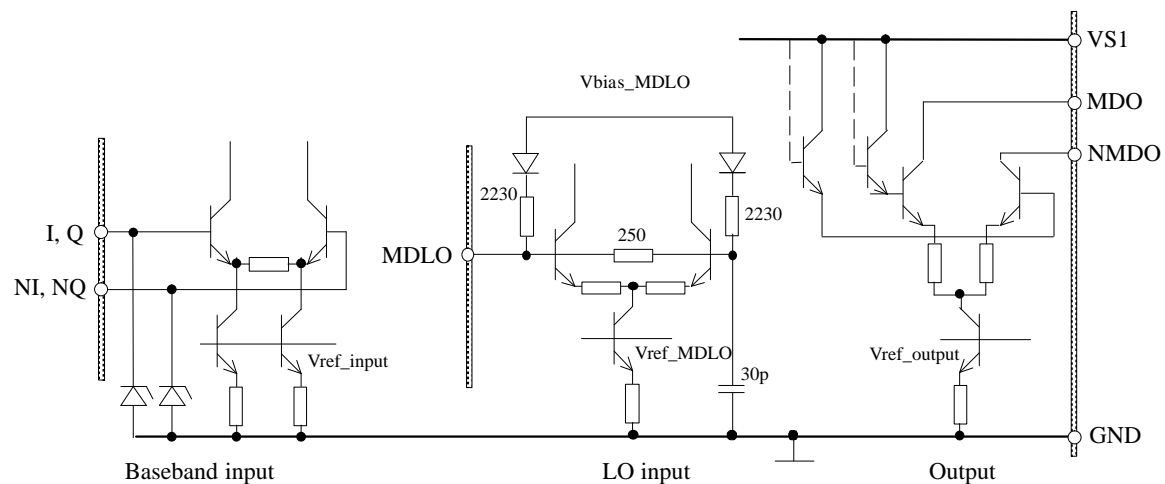 VS1
Vbias_MDLO
MDO
NMDO
2230
2230
I, Q
250
MDLO
NI, NQ
Vref_input
Vref_MDLO
Vref_output
30p
GND
Baseband input
LO input
Output